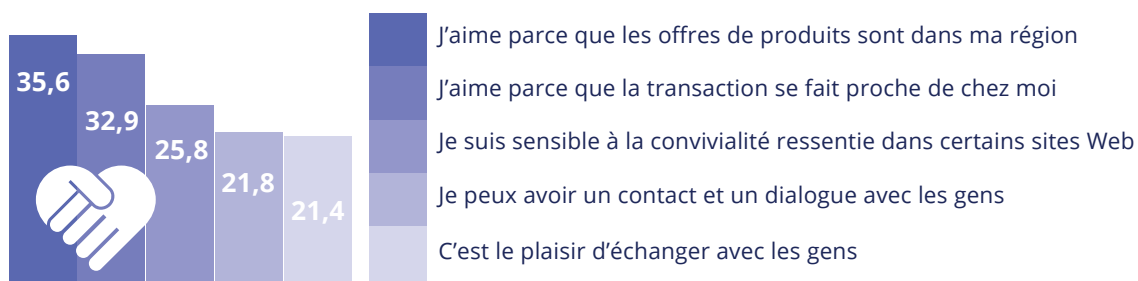 35,6
32,9
25,8
21,8
21,4
J'aime parce que les offres de produits sont dans ma région
J'aime parce que la transaction se fait proche de chez moi
Je suis sensible à la convivialité ressentie dans certains sites Web
Je peux avoir un contact et un dialogue avec les gens
C'est le plaisir d'échanger avec les gens